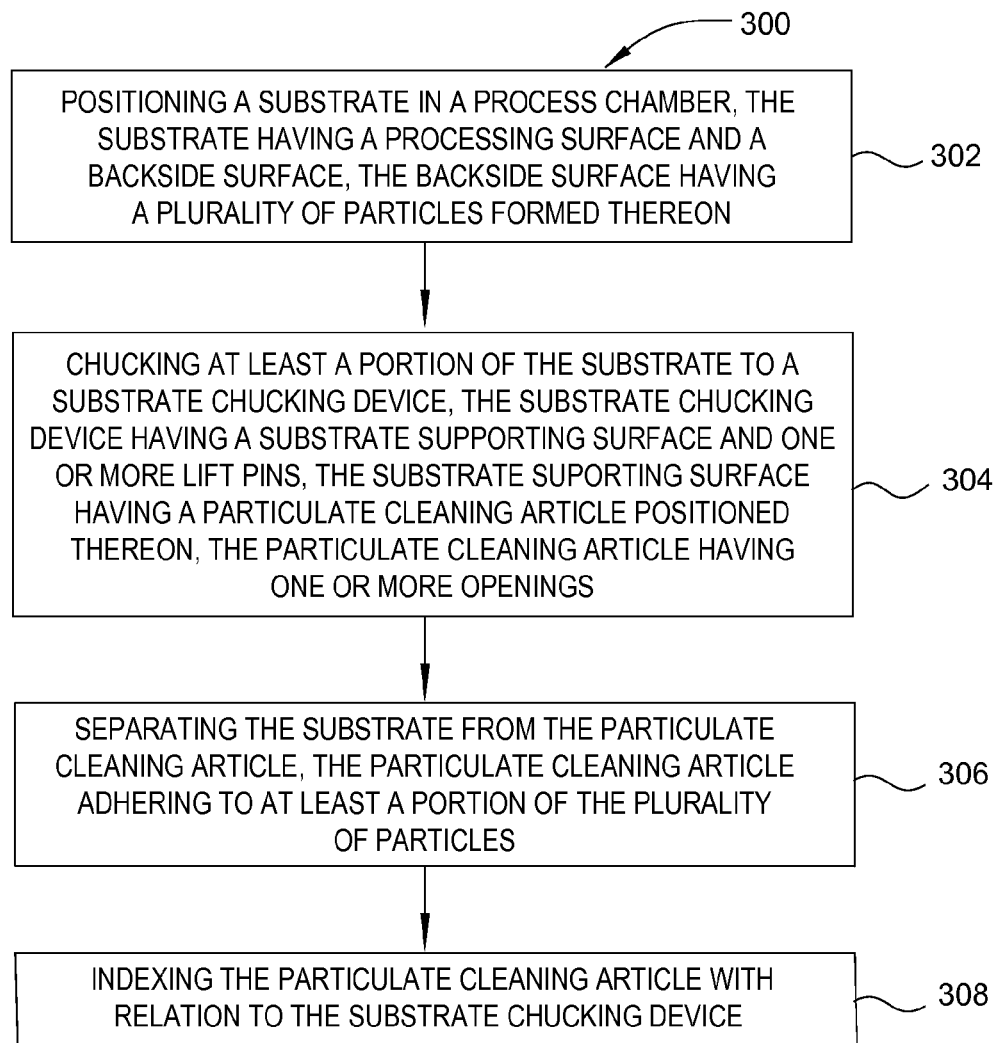 300
POSITIONING A SUBSTRATE IN A PROCESS CHAMBER, THE
SUBSTRATE HAVING A PROCESSING SURFACE AND A
BACKSIDE SURFACE, THE BACKSIDE SURFACE HAVING
A PLURALITY OF PARTICLES FORMED THEREON
302
CHUCKING AT LEAST A PORTION OF THE SUBSTRATE TO A
SUBSTRATE CHUCKING DEVICE, THE SUBSTRATE CHUCKING
DEVICE HAVING A SUBSTRATE SUPPORTING SURFACE AND ONE
OR MORE LIFT PINS, THE SUBSTRATE SUPORTING SURFACE
HAVING A PARTICULATE CLEANING ARTICLE POSITIONED
THEREON, THE PARTICULATE CLEANING ARTICLE HAVING
ONE OR MORE OPENINGS
304
SEPARATING THE SUBSTRATE FROM THE PARTICULATE
CLEANING ARTICLE, THE PARTICULATE CLEANING ARTICLE
ADHERING TO AT LEAST A PORTION OF THE PLURALITY
OF PARTICLES
306
INDEXING THE PARTICULATE CLEANING ARTICLE WITH
RELATION TO THE SUBSTRATE CHUCKING DEVICE
308